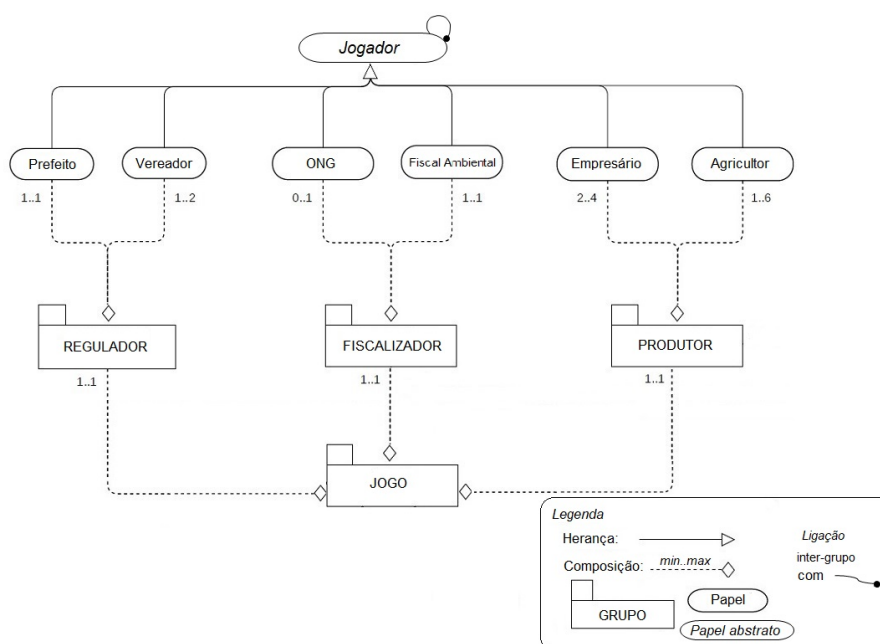 Jogador
Prefeito
Vereador
ONG
Fiscal Ambiental
Empresário
Agricultor
1..1
1..2
0..1
1..1
2..4
1..6
REGULADOR
FISCALIZADOR
PRODUTOR
1..1
1..1
1..1
JOGO
Legenda
Herança:
Ligação
inter-grupo
com
Composição:
min..max
GRUPO
Papel
Papel abstrato